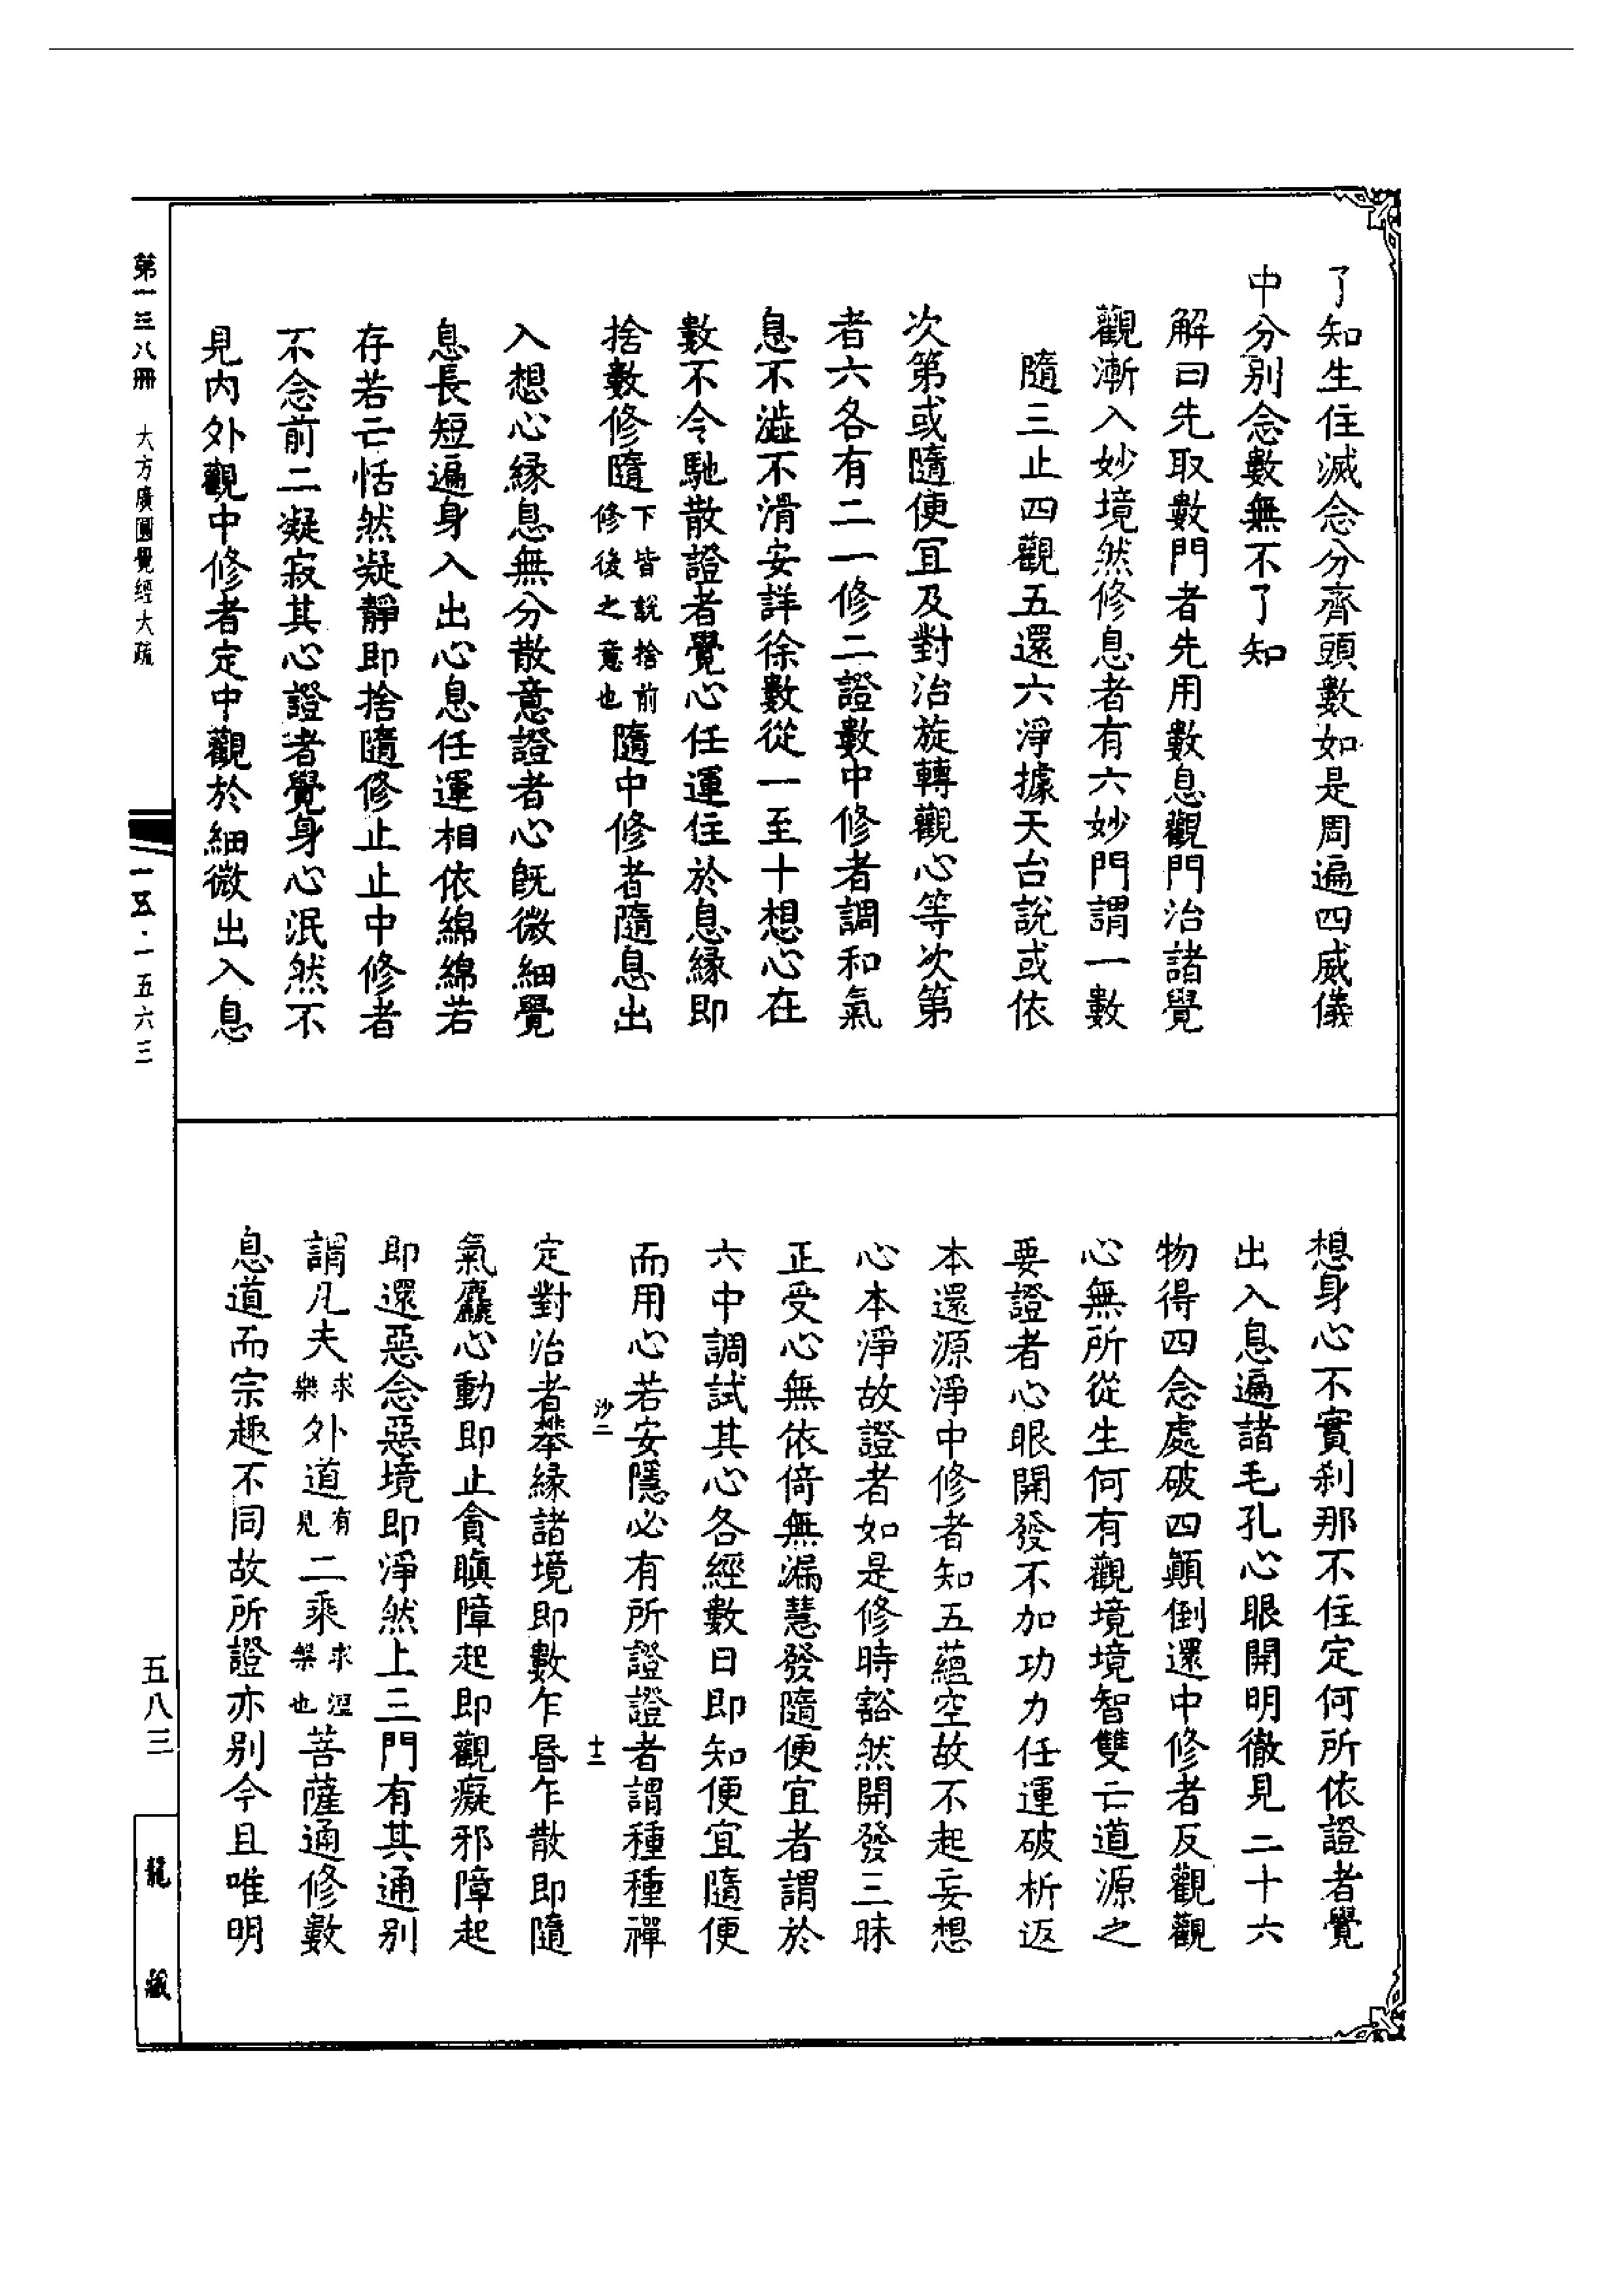 了知生住滅念分齊頭數如是周遍四威儀
中分別念數無不了知
解曰先取數門者先用數息觀門治諸覺
觀漸入妙境然修息者有六妙門謂一數
隨三止四觀五還六淨據天台說或依
次第或隨便宜及對治旋轉觀心等次第
者六各有二一修二證數中修者調和氣
息不澁不滑安詳徐數從一至十想心在
數不令馳散證者覺心任運住於息緣即
捨數修隨下皆說捨前修後之意也隨中修者隨息出
入想心緣息無分散意證者心既微細覺
息長短遍身入出心息任運相依綿綿若
存若亡恬然凝靜即捨隨修止止中修者
不念前二凝寂其心證者覺身心泯然不
見內外觀中修者定中觀於細微出入息
想身心不實剎那不住定何所依證者覺
出入息遍諸毛孔心眼開明徹見二十六
物得四念處破四顛倒還中修者反觀觀
心無所從生何有觀境境智雙亡道源之
要證者心眼開發不加功力任運破析返
本還源淨中修者知五蘊空故不起妄想
心本淨故證者如是修時豁然開發三昧
正受心無依倚無漏慧發隨便宜者謂於
六中調試其心各經數日即知便宜隨便
而用心若安隱必有所證證者謂種種禪
沙二
十二
定對治者攀緣諸境即數乍昏乍散即隨
氣麤心動即止貪瞋障起即觀癡邪障起
即還惡念惡境即淨然上三門有其通別
謂凡夫求樂外道有見二乘求涅槃也菩薩通修數
息道而宗趣不同故所證亦別今且唯明
第一三八冊 大方廣圓覺經大疏
一五·一五六三
五八三
龍藏